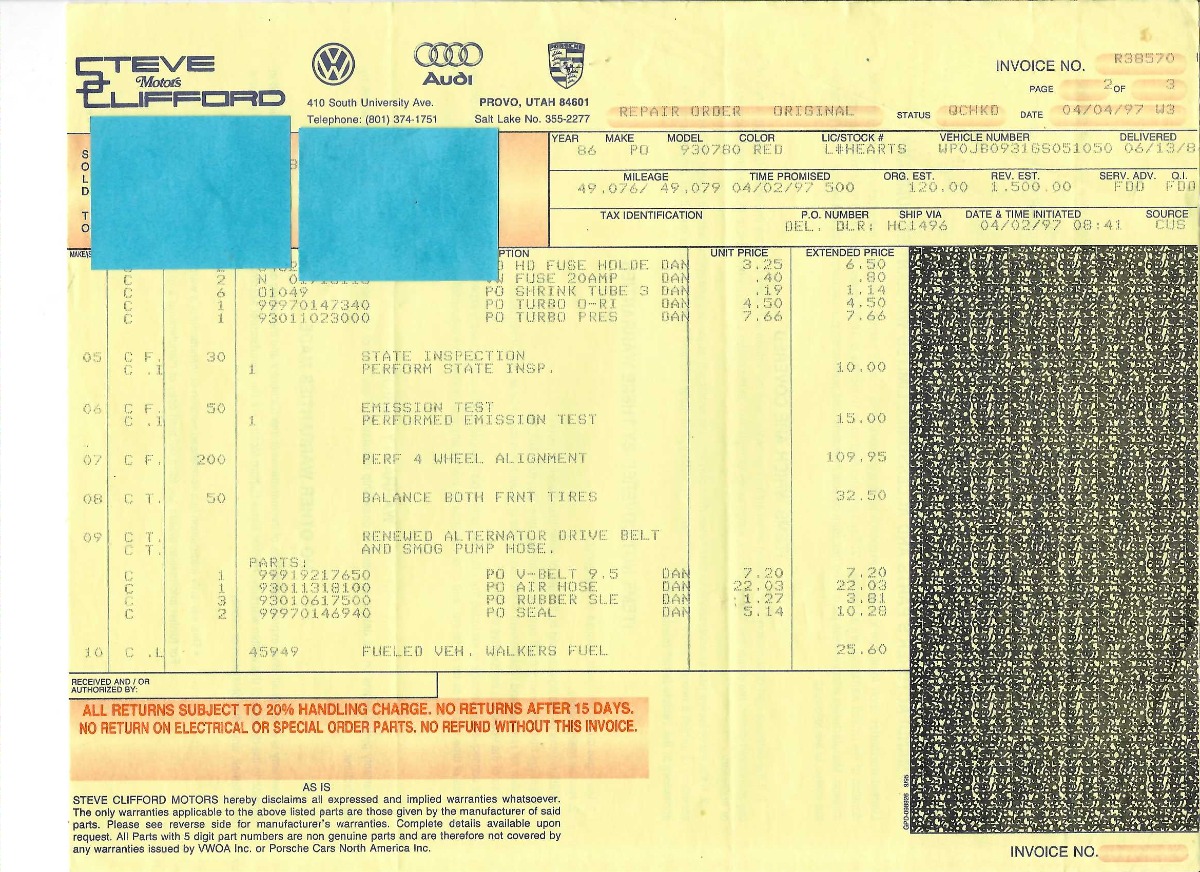 STEVE
Motors
CLIFFORD
Audi
PORSCHE
410 South University Ave.
Telephone: (801) 374-1751
PROVO, UTAH 84601
Salt Lake No. 355-2277
INVOICE NO. R38570
PAGE 2 OF 3
REPAIR ORDER ORIGINAL STATUS QCHKD DATE 04/04/97 W3
SOLD TO
YEAR MAKE MODEL COLOR LIC/STOCK # VEHICLE NUMBER DELIVERED
86 PO 930780 RED L#HEARTS WP0JB0931GS051050 06/13/8
MILEAGE TIME PROMISED ORG. EST. REV. EST. SERV. ADV. Q.I.
49,076/ 49,079 04/02/97 500 120.00 1,500.00 FDD FDD
TAX IDENTIFICATION P.O. NUMBER SHIP VIA DATE & TIME INITIATED SOURCE
DEL. DLR: HC1496 04/02/97 08:41 CUS
PTION UNIT PRICE EXTENDED PRICE
HD FUSE HOLDE DAN 3.25 6.50
C 2 N FUSE 20AMP DAN .40 .80
C 6 01049 PO SHRINK TUBE 3 DAN .19 1.14
C 1 99970147340 PO TURBO O-RI DAN 4.50 4.50
C 1 93011023000 PO TURBO PRES DAN 7.66 7.66
05 C F. 30 STATE INSPECTION
C .I 1 PERFORM STATE INSP. 10.00
06 C F. 50 EMISSION TEST
C .I 1 PERFORMED EMISSION TEST 15.00
07 C F. 200 PERF 4 WHEEL ALIGNMENT 109.95
08 C T. 50 BALANCE BOTH FRNT TIRES 32.50
09 C T. RENEWED ALTERNATOR DRIVE BELT
C T. AND SMOG PUMP HOSE.
PARTS:
C 1 99919217650 PO V-BELT 9.5 DAN 7.20 7.20
C 1 93011318100 PO AIR HOSE DAN 22.03 22.03
C 3 93010617500 PO RUBBER SLE DAN 1.27 3.81
C 2 99970146940 PO SEAL DAN 5.14 10.28
10 C .L 45949 FUELED VEH. WALKERS FUEL 25.60
RECEIVED AND / OR
AUTHORIZED BY:
ALL RETURNS SUBJECT TO 20% HANDLING CHARGE. NO RETURNS AFTER 15 DAYS.
NO RETURN ON ELECTRICAL OR SPECIAL ORDER PARTS. NO REFUND WITHOUT THIS INVOICE.
AS IS
STEVE CLIFFORD MOTORS hereby disclaims all expressed and implied warranties whatsoever.
The only warranties applicable to the above listed parts are those given by the manufacturer of said
parts. Please see reverse side for manufacturer's warranties. Complete details available upon
request. All Parts with 5 digit part numbers are non genuine parts and are therefore not covered by
any warranties issued by VWOA Inc. or Porsche Cars North America Inc.
INVOICE NO.